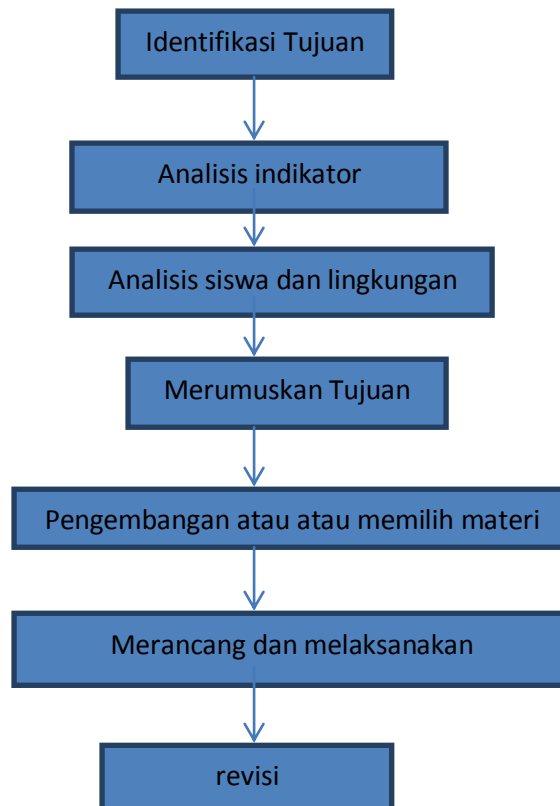 Identifikasi Tujuan
Analisis indikator
Analisis siswa dan lingkungan
Merumuskan Tujuan
Pengembangan atau atau memilih materi
Merancang dan melaksanakan
revisi